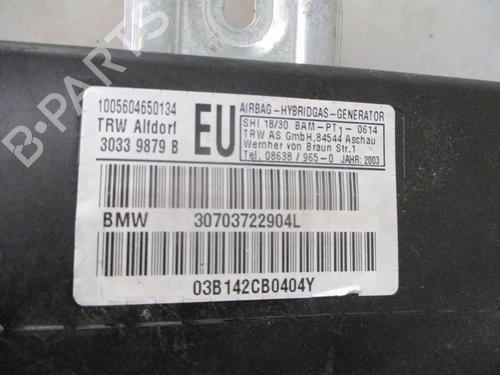 1005604650134
TRW Alfdorf
3033 9879 B
EU
AIRBAG-HYBRIDGAS-GENERATOR
SHI 18/30 BAM-PT1-0614
TRW AS GmbH,84544 Aschau
Wernher von Braun Str.1
Tel. 08638/965-0 JAHR: 2003
BMW 30703722904L
03B142CB0404Y
B-PARTS